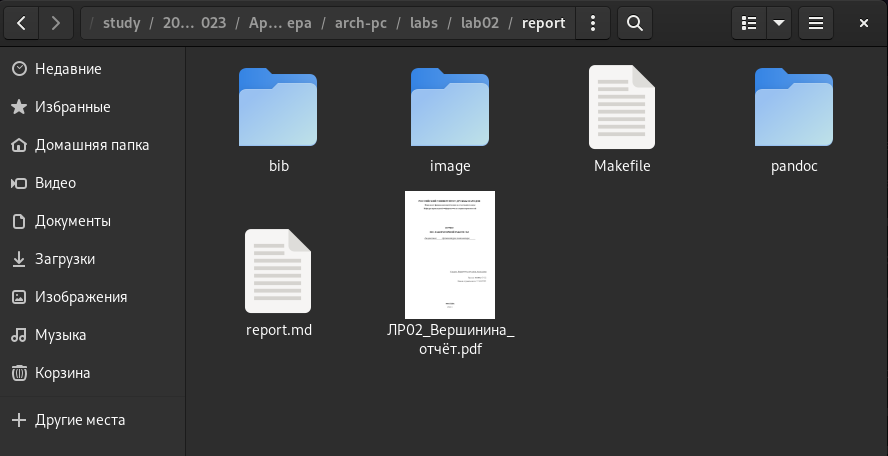 / study / 20… 023 / Ap… ера / arch-pc / labs / lab02 / report
Недавние
Избранные
Домашняя папка
Видео
Документы
Загрузки
Изображения
Музыка
Корзина
Другие места
bib
image
Makefile
pandoc
report.md
ЛР02_Вершинина_
отчёт.pdf